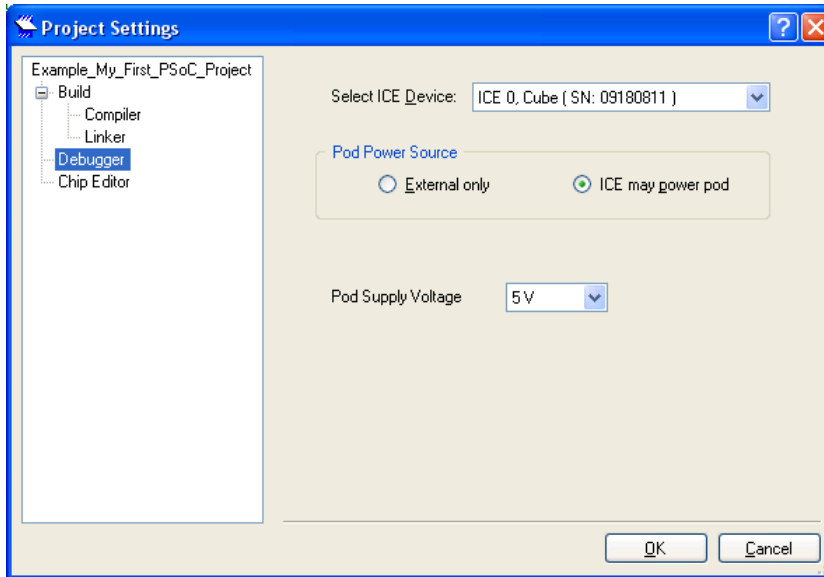 Project Settings
Example_My_First_PSoC_Project
Build
Compiler
Linker
Debugger
Chip Editor
Select ICE Device: ICE 0, Cube ( SN: 09180811 )
Pod Power Source
External only ICE may power pod
Pod Supply Voltage 5 V
OK Cancel